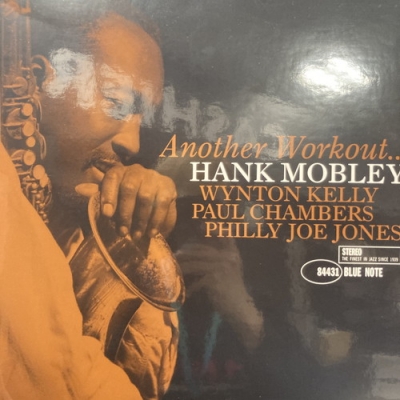 Another Workout..
HANK MOBLEY
WYNTON KELLY
PAUL CHAMBERS
PHILLY JOE JONES
STEREO
THE FINEST IN JAZZ SINCE 1939
84431 BLUE NOTE